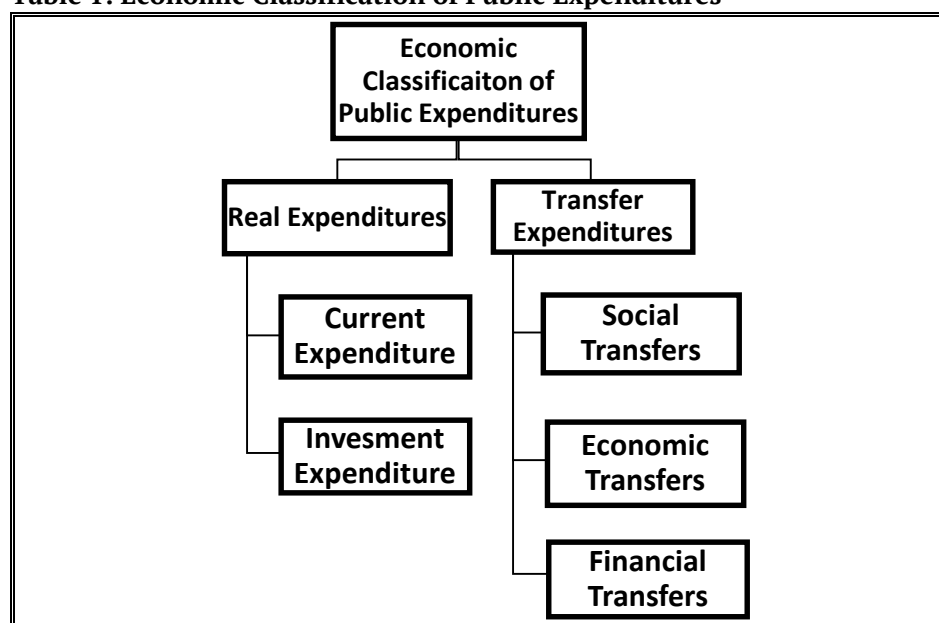 Table 1: Economic Classification of Public Expenditures
Economic
Classificaiton of
Public Expenditures
Real Expenditures
Transfer
Expenditures
Current
Expenditure
Social
Transfers
Invesment
Expenditure
Economic
Transfers
Financial
Transfers